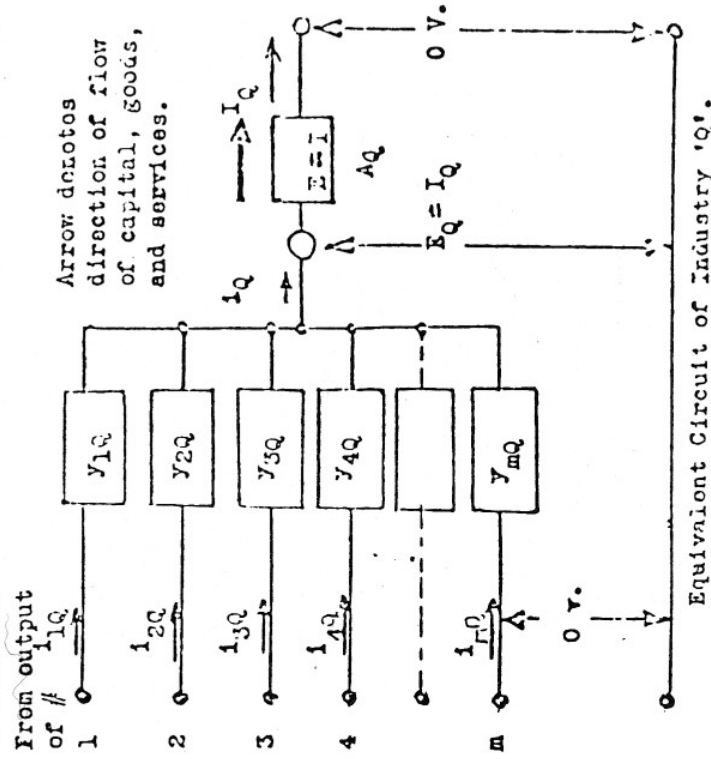 From output
of #
1
2
3
4
m
i1Q
i2Q
i3Q
i4Q
imQ
y1Q
y2Q
y3Q
y4Q
ymQ
0 v.
iQ
Arrow denotes
direction of flow
of capital, goods,
and services.
IQ
E = I
AQ
EQ = IQ
0 V.
Equivalent Circuit of Industry 'Q'.